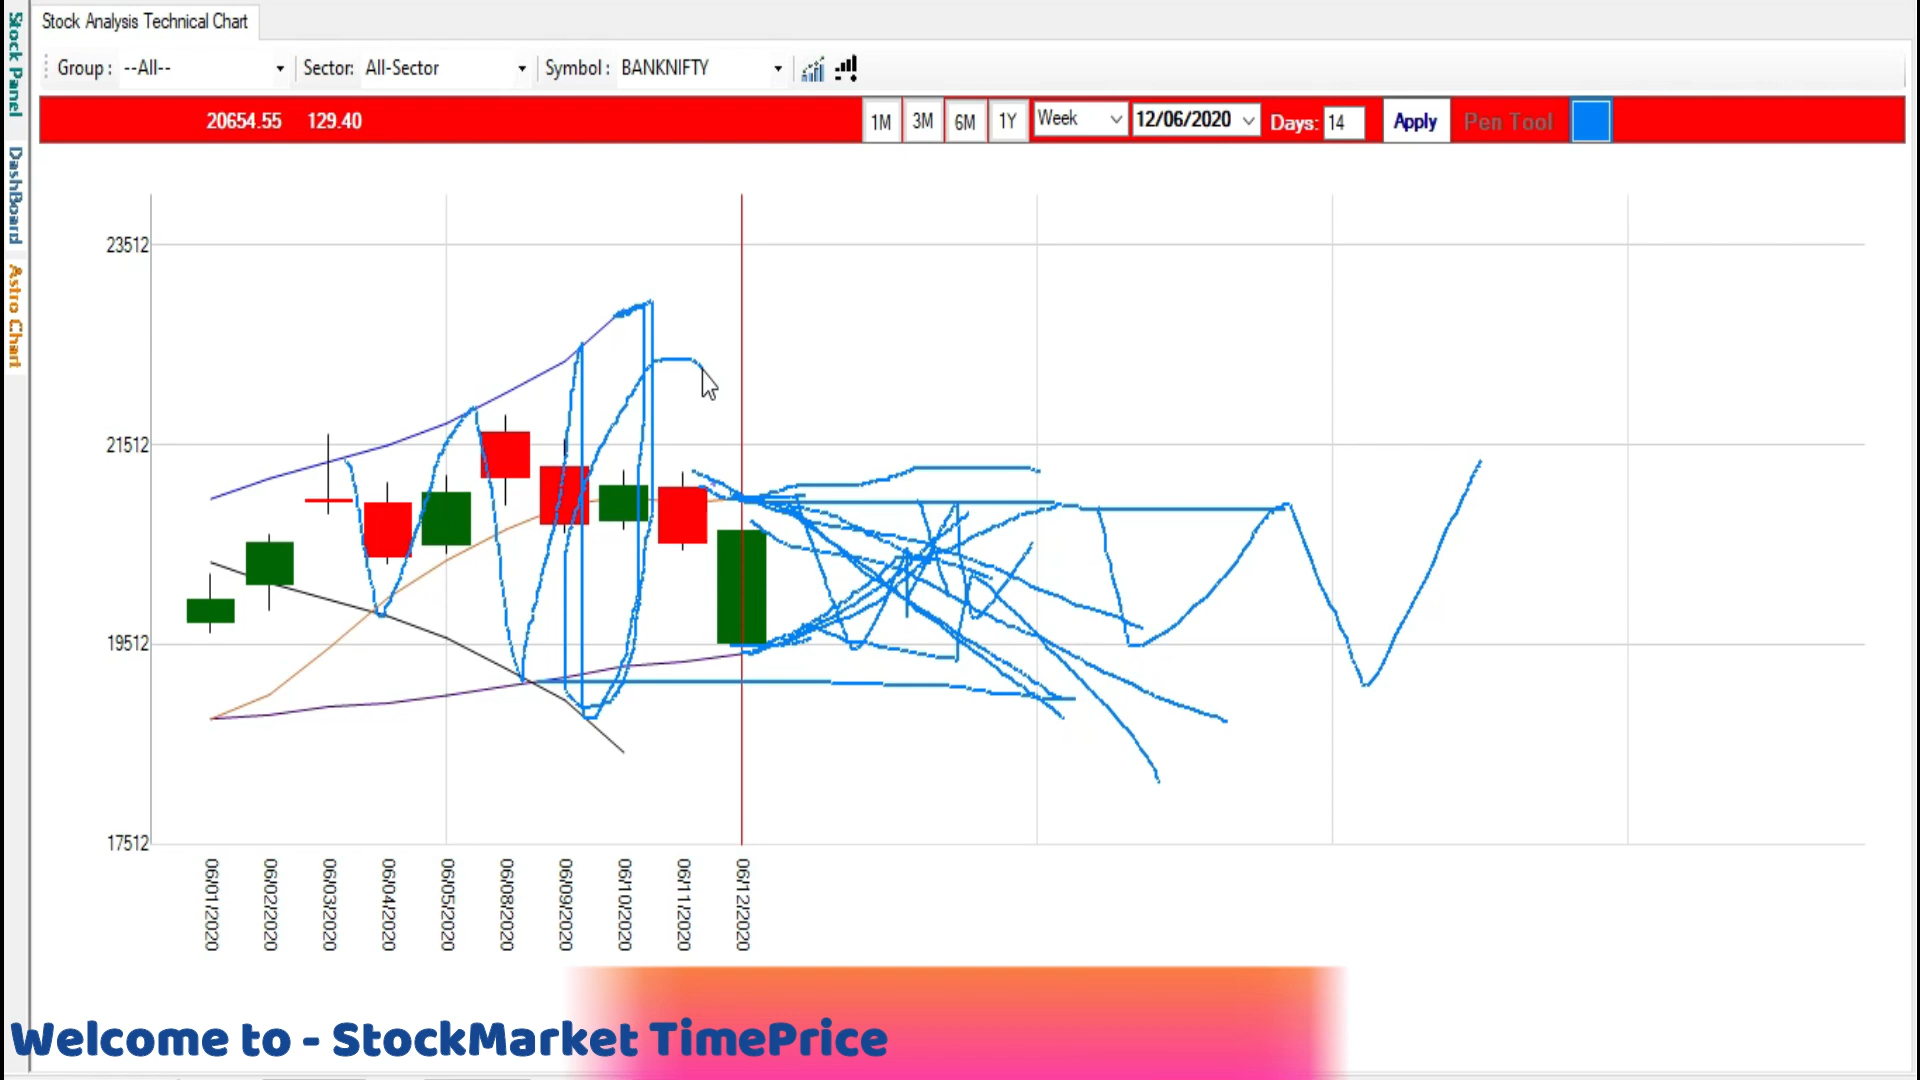 Stock Analysis Technical Chart
Stock Panel
DashBoard
Astro Chart
Group : --All-- Sector: All-Sector Symbol : BANKNIFTY
20654.55 129.40 1M 3M 6M 1Y Week 12/06/2020 Days: 14 Apply Pen Tool
23512
21512
19512
17512
06/01/2020
06/02/2020
06/03/2020
06/04/2020
06/05/2020
06/08/2020
06/09/2020
06/10/2020
06/11/2020
06/12/2020
Welcome to - StockMarket TimePrice